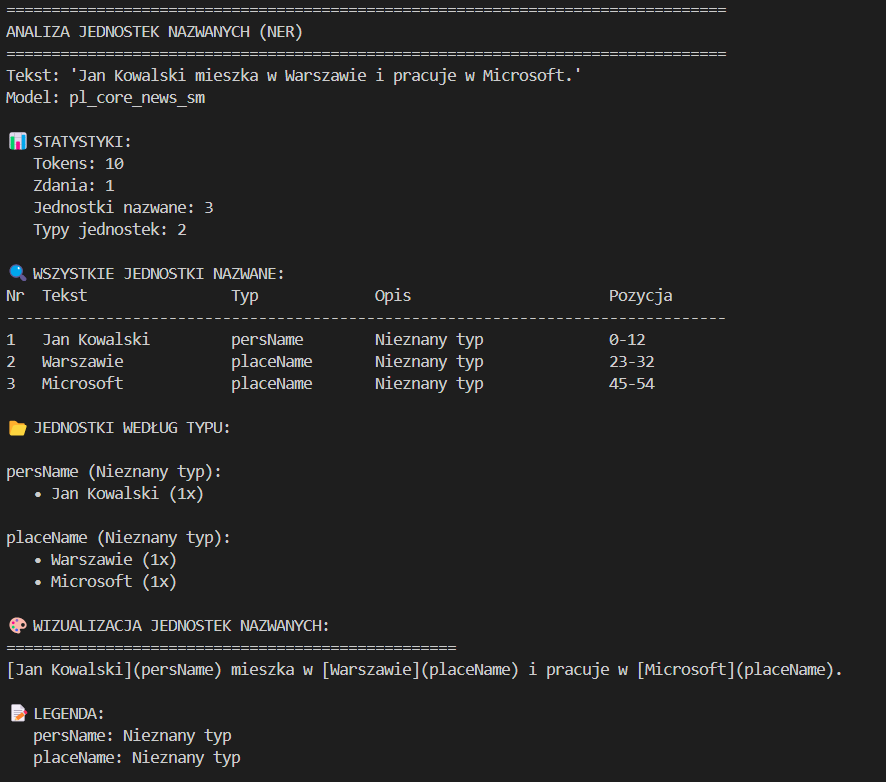 ================================================================================
ANALIZA JEDNOSTEK NAZWANYCH (NER)
================================================================================
Tekst: 'Jan Kowalski mieszka w Warszawie i pracuje w Microsoft.'
Model: pl_core_news_sm
📊 STATYSTYKI:
Tokens: 10
Zdania: 1
Jednostki nazwane: 3
Typy jednostek: 2
🔍 WSZYSTKIE JEDNOSTKI NAZWANE:
Nr Tekst Typ Opis Pozycja
--------------------------------------------------------------------------------
1 Jan Kowalski persName Nieznany typ 0-12
2 Warszawie placeName Nieznany typ 23-32
3 Microsoft placeName Nieznany typ 45-54
📂 JEDNOSTKI WEDŁUG TYPU:
persName (Nieznany typ):
• Jan Kowalski (1x)
placeName (Nieznany typ):
• Warszawie (1x)
• Microsoft (1x)
🎨 WIZUALIZACJA JEDNOSTEK NAZWANYCH:
==================================================
[Jan Kowalski](persName) mieszka w [Warszawie](placeName) i pracuje w [Microsoft](placeName).
📝 LEGENDA:
persName: Nieznany typ
placeName: Nieznany typ